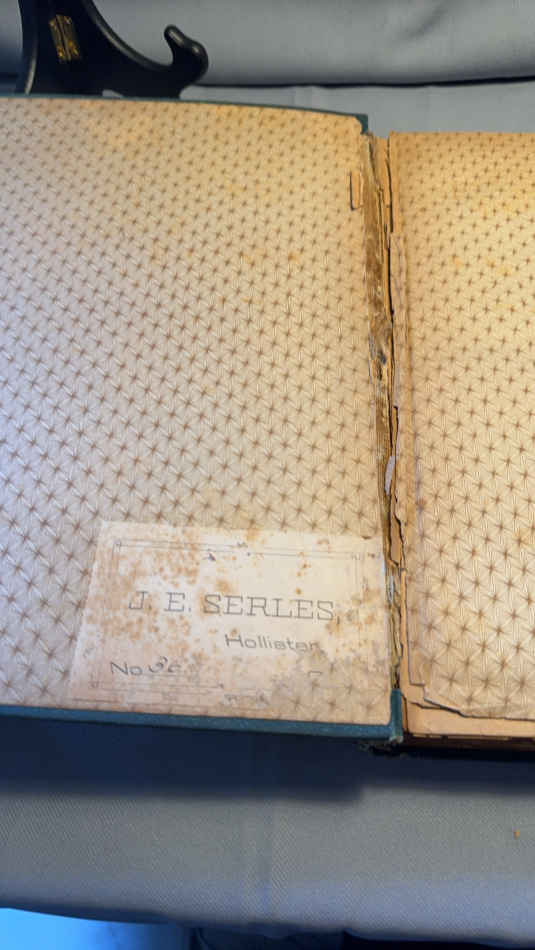 J. E. SERLES,
Hollister
No